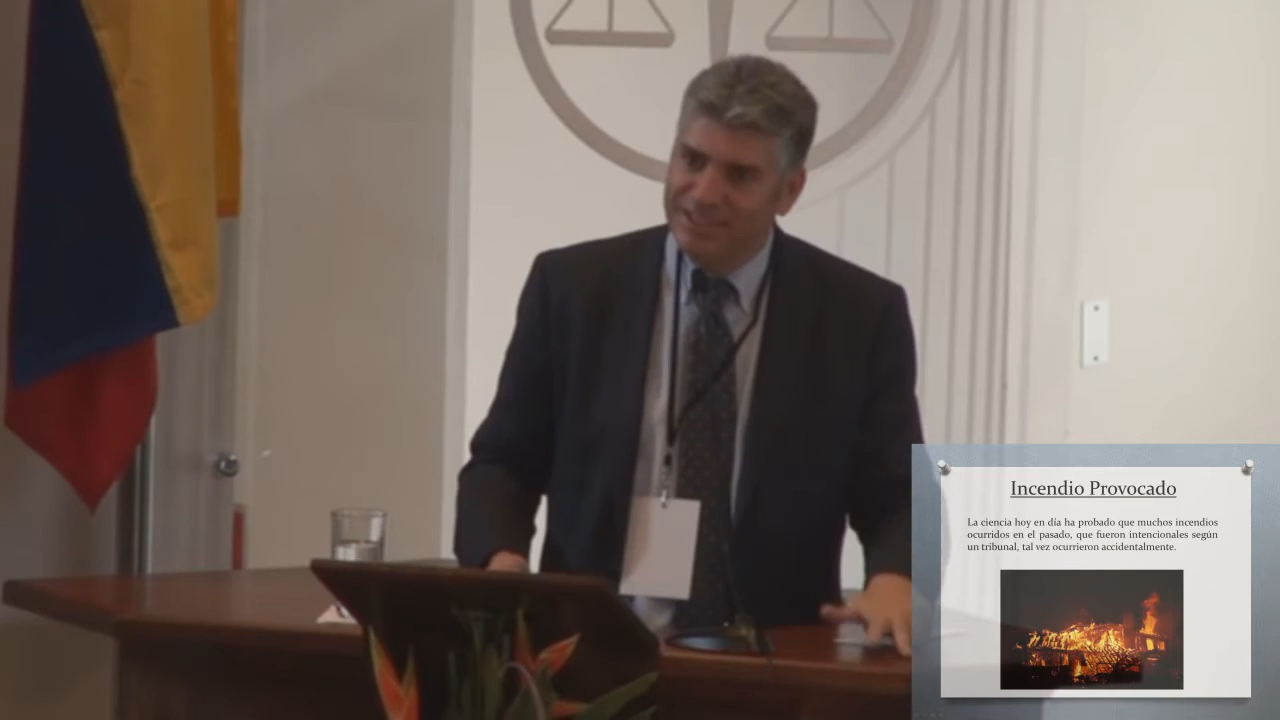 Incendio Provocado
La ciencia hoy en día ha probado que muchos incendios
ocurridos en el pasado, que fueron intencionales según
un tribunal, tal vez ocurrieron accidentalmente.